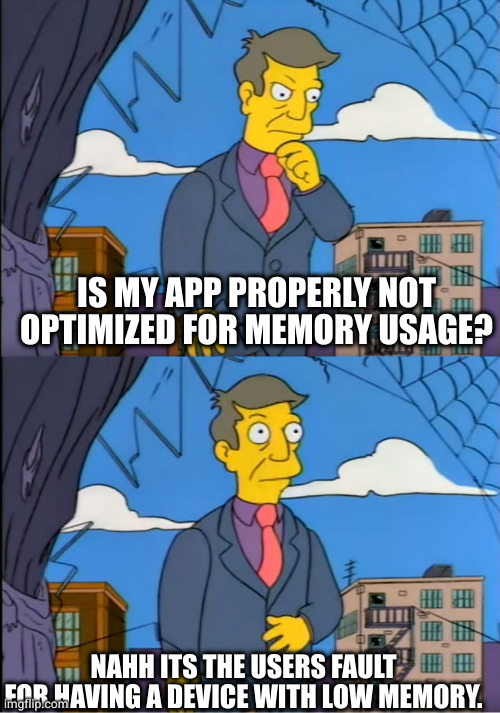 IS MY APP PROPERLY NOT
OPTIMIZED FOR MEMORY USAGE?
NAHH ITS THE USERS FAULT
FOR HAVING A DEVICE WITH LOW MEMORY.
imgflip.com